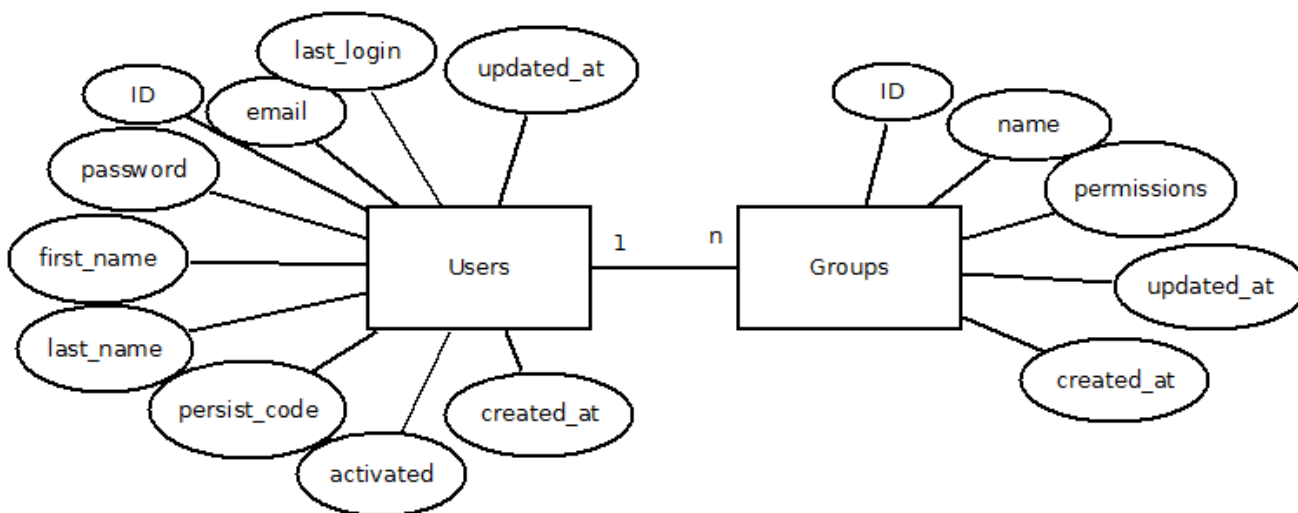 last_login
updated_at
ID
email
password
first_name
last_name
persist_code
activated
created_at
Users
1
n
Groups
ID
name
permissions
updated_at
created_at